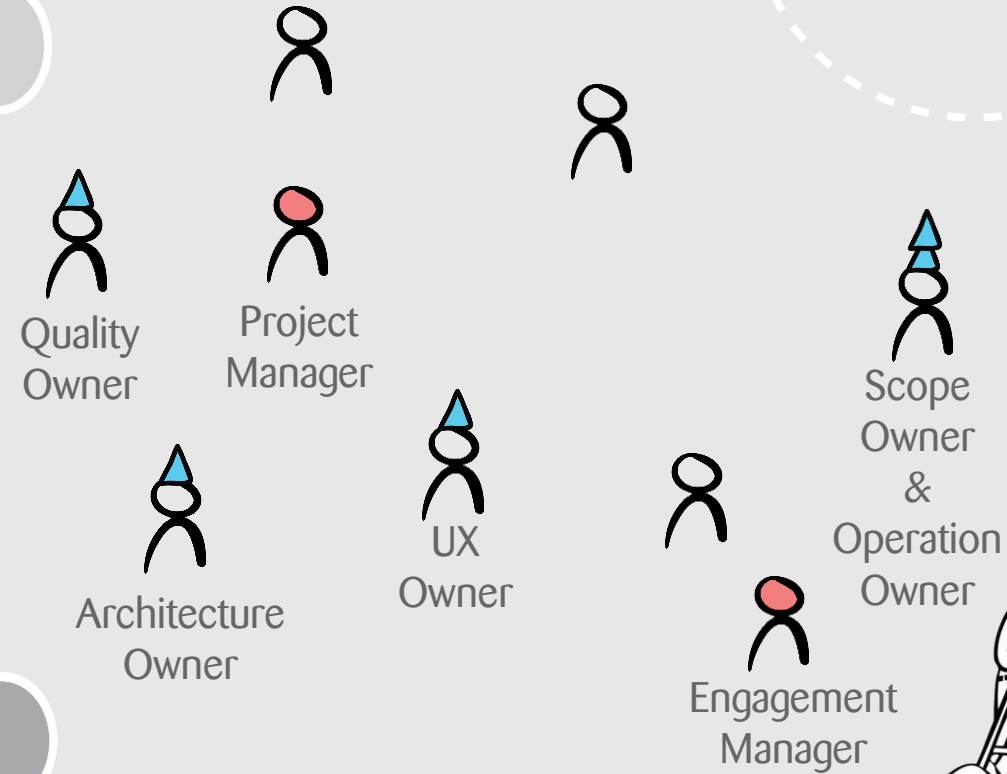 Quality
Owner
Project
Manager
Scope
Owner
&
Operation
Owner
UX
Owner
Architecture
Owner
Engagement
Manager